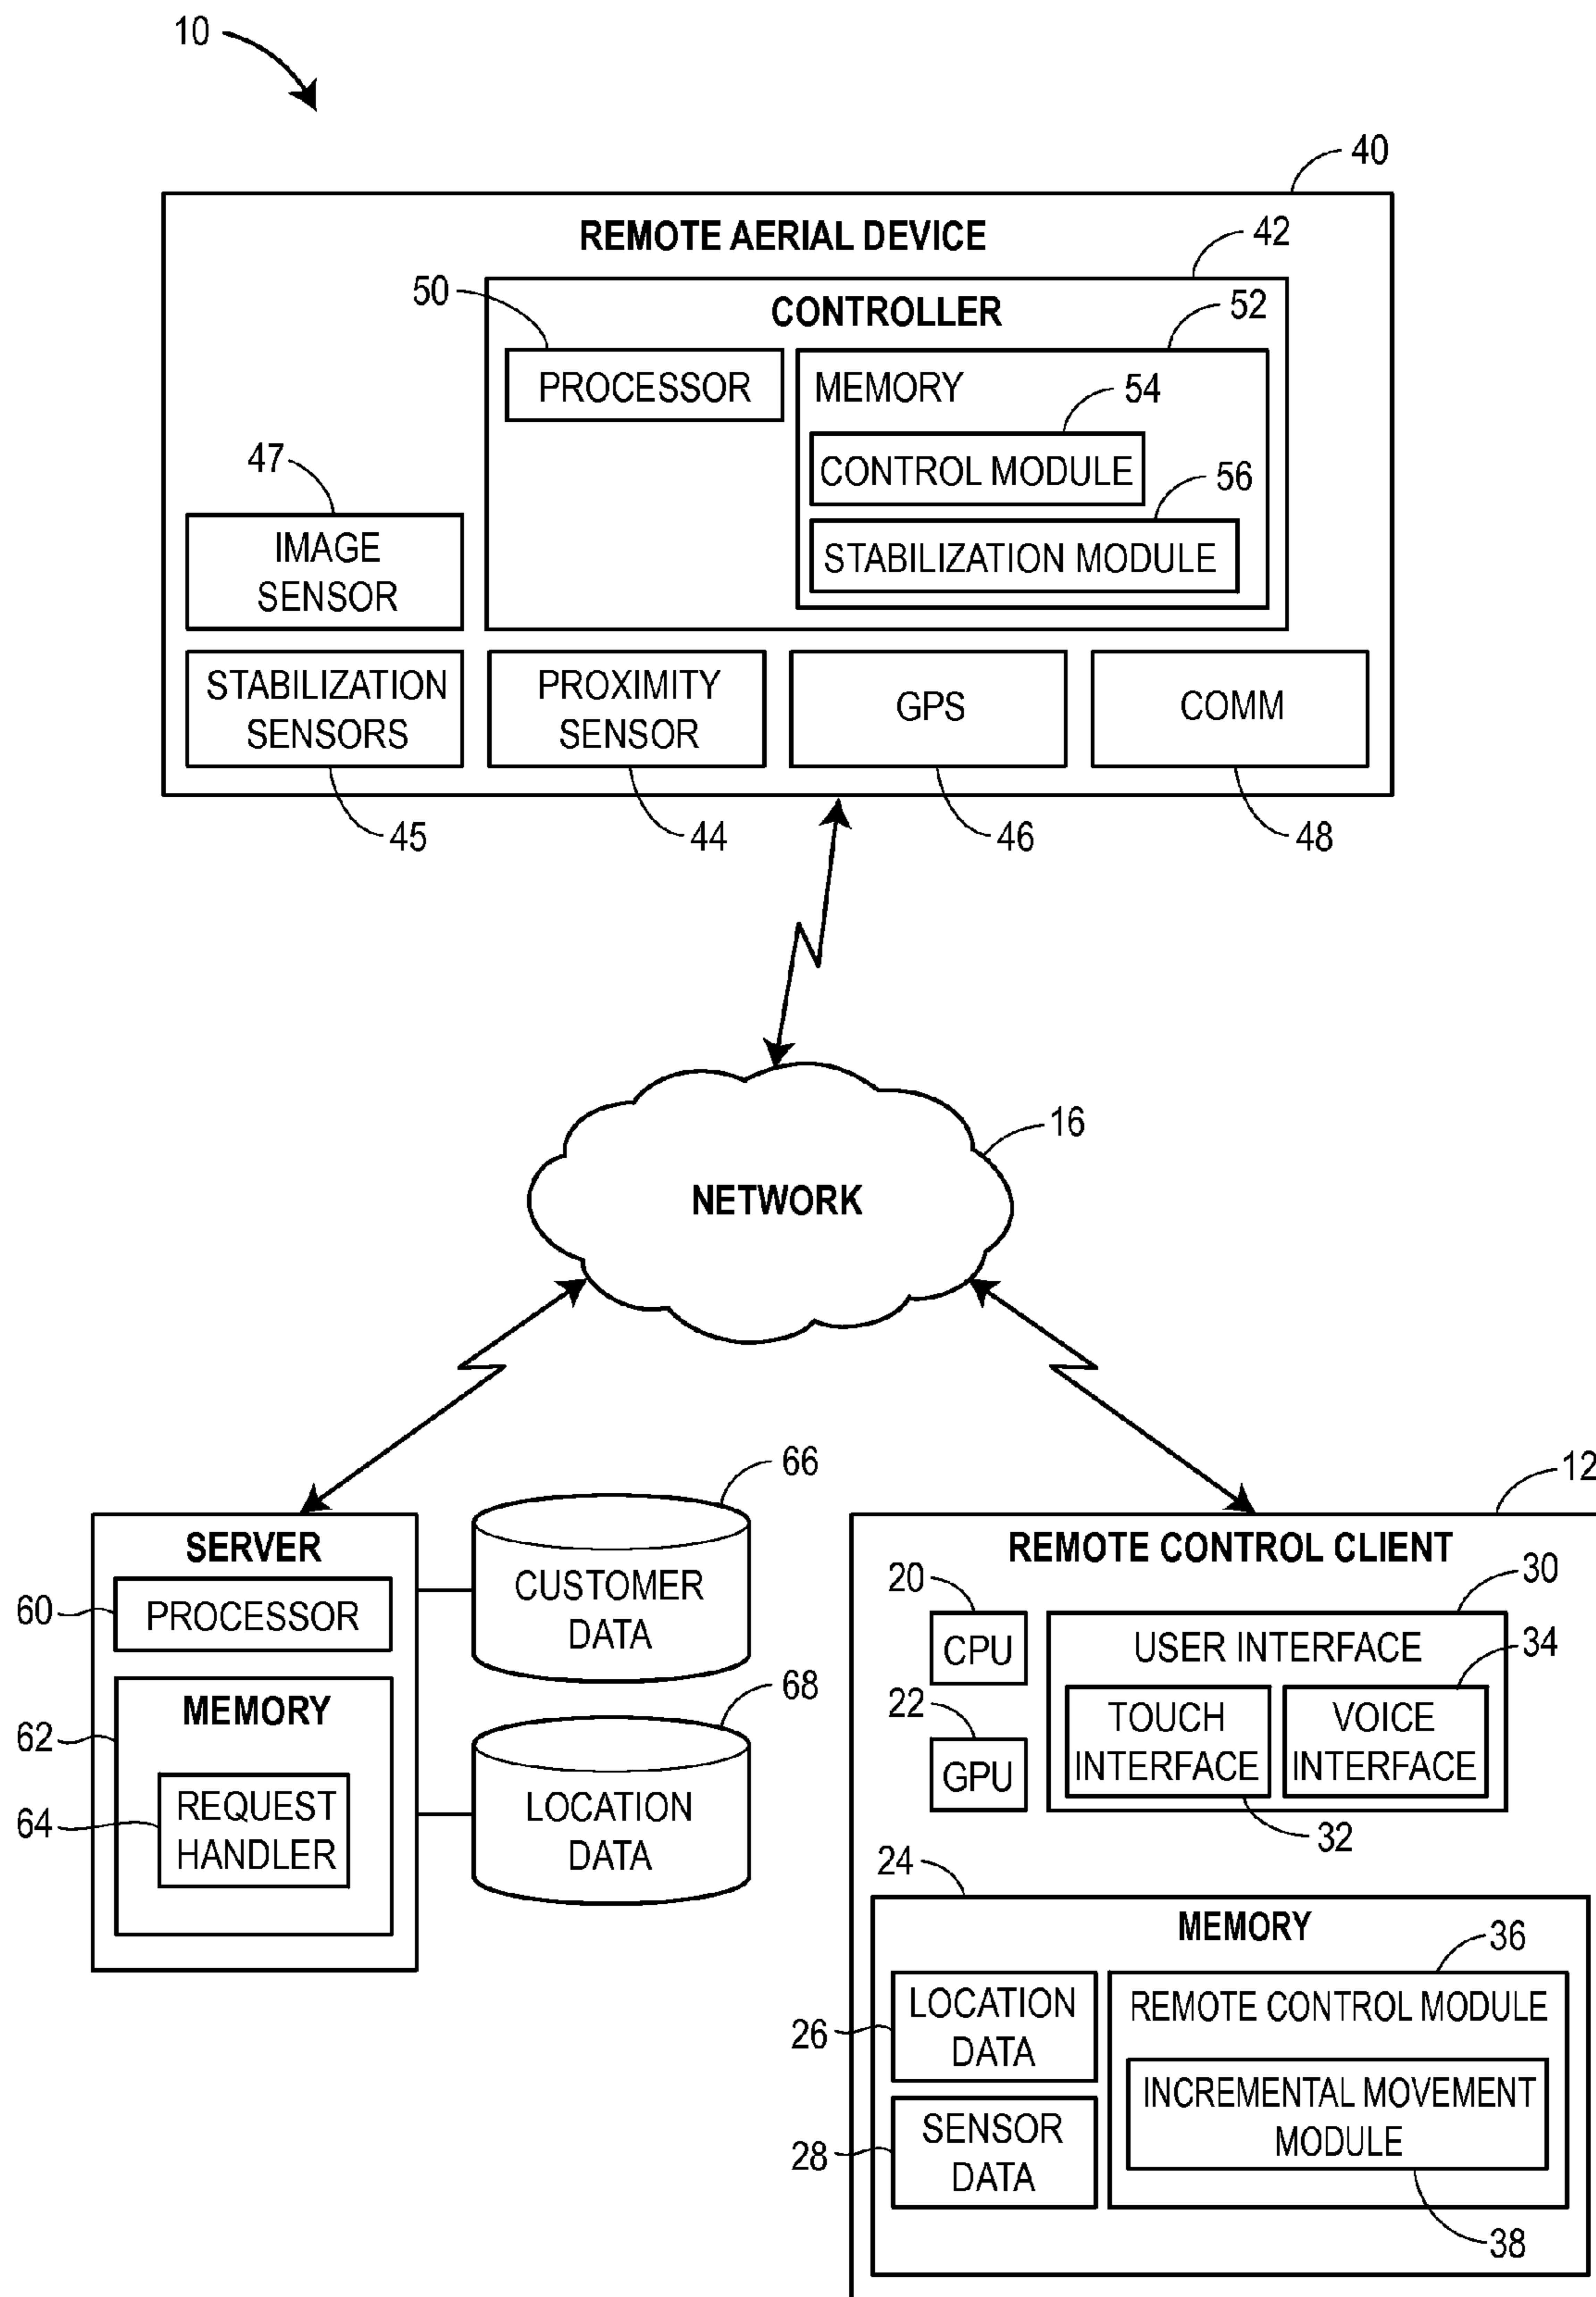 10
40
REMOTE AERIAL DEVICE
42
50
CONTROLLER
52
PROCESSOR
MEMORY
54
CONTROL MODULE
47
56
STABILIZATION MODULE
IMAGE
SENSOR
STABILIZATION
SENSORS
PROXIMITY
SENSOR
GPS
COMM
45
44
46
48
16
NETWORK
66
SERVER
60
PROCESSOR
CUSTOMER
DATA
62
MEMORY
68
64
REQUEST
HANDLER
LOCATION
DATA
12
REMOTE CONTROL CLIENT
20
30
CPU
USER INTERFACE
34
22
GPU
TOUCH
INTERFACE
VOICE
INTERFACE
32
24
MEMORY
36
26
LOCATION
DATA
REMOTE CONTROL MODULE
28
SENSOR
DATA
INCREMENTAL MOVEMENT
MODULE
38